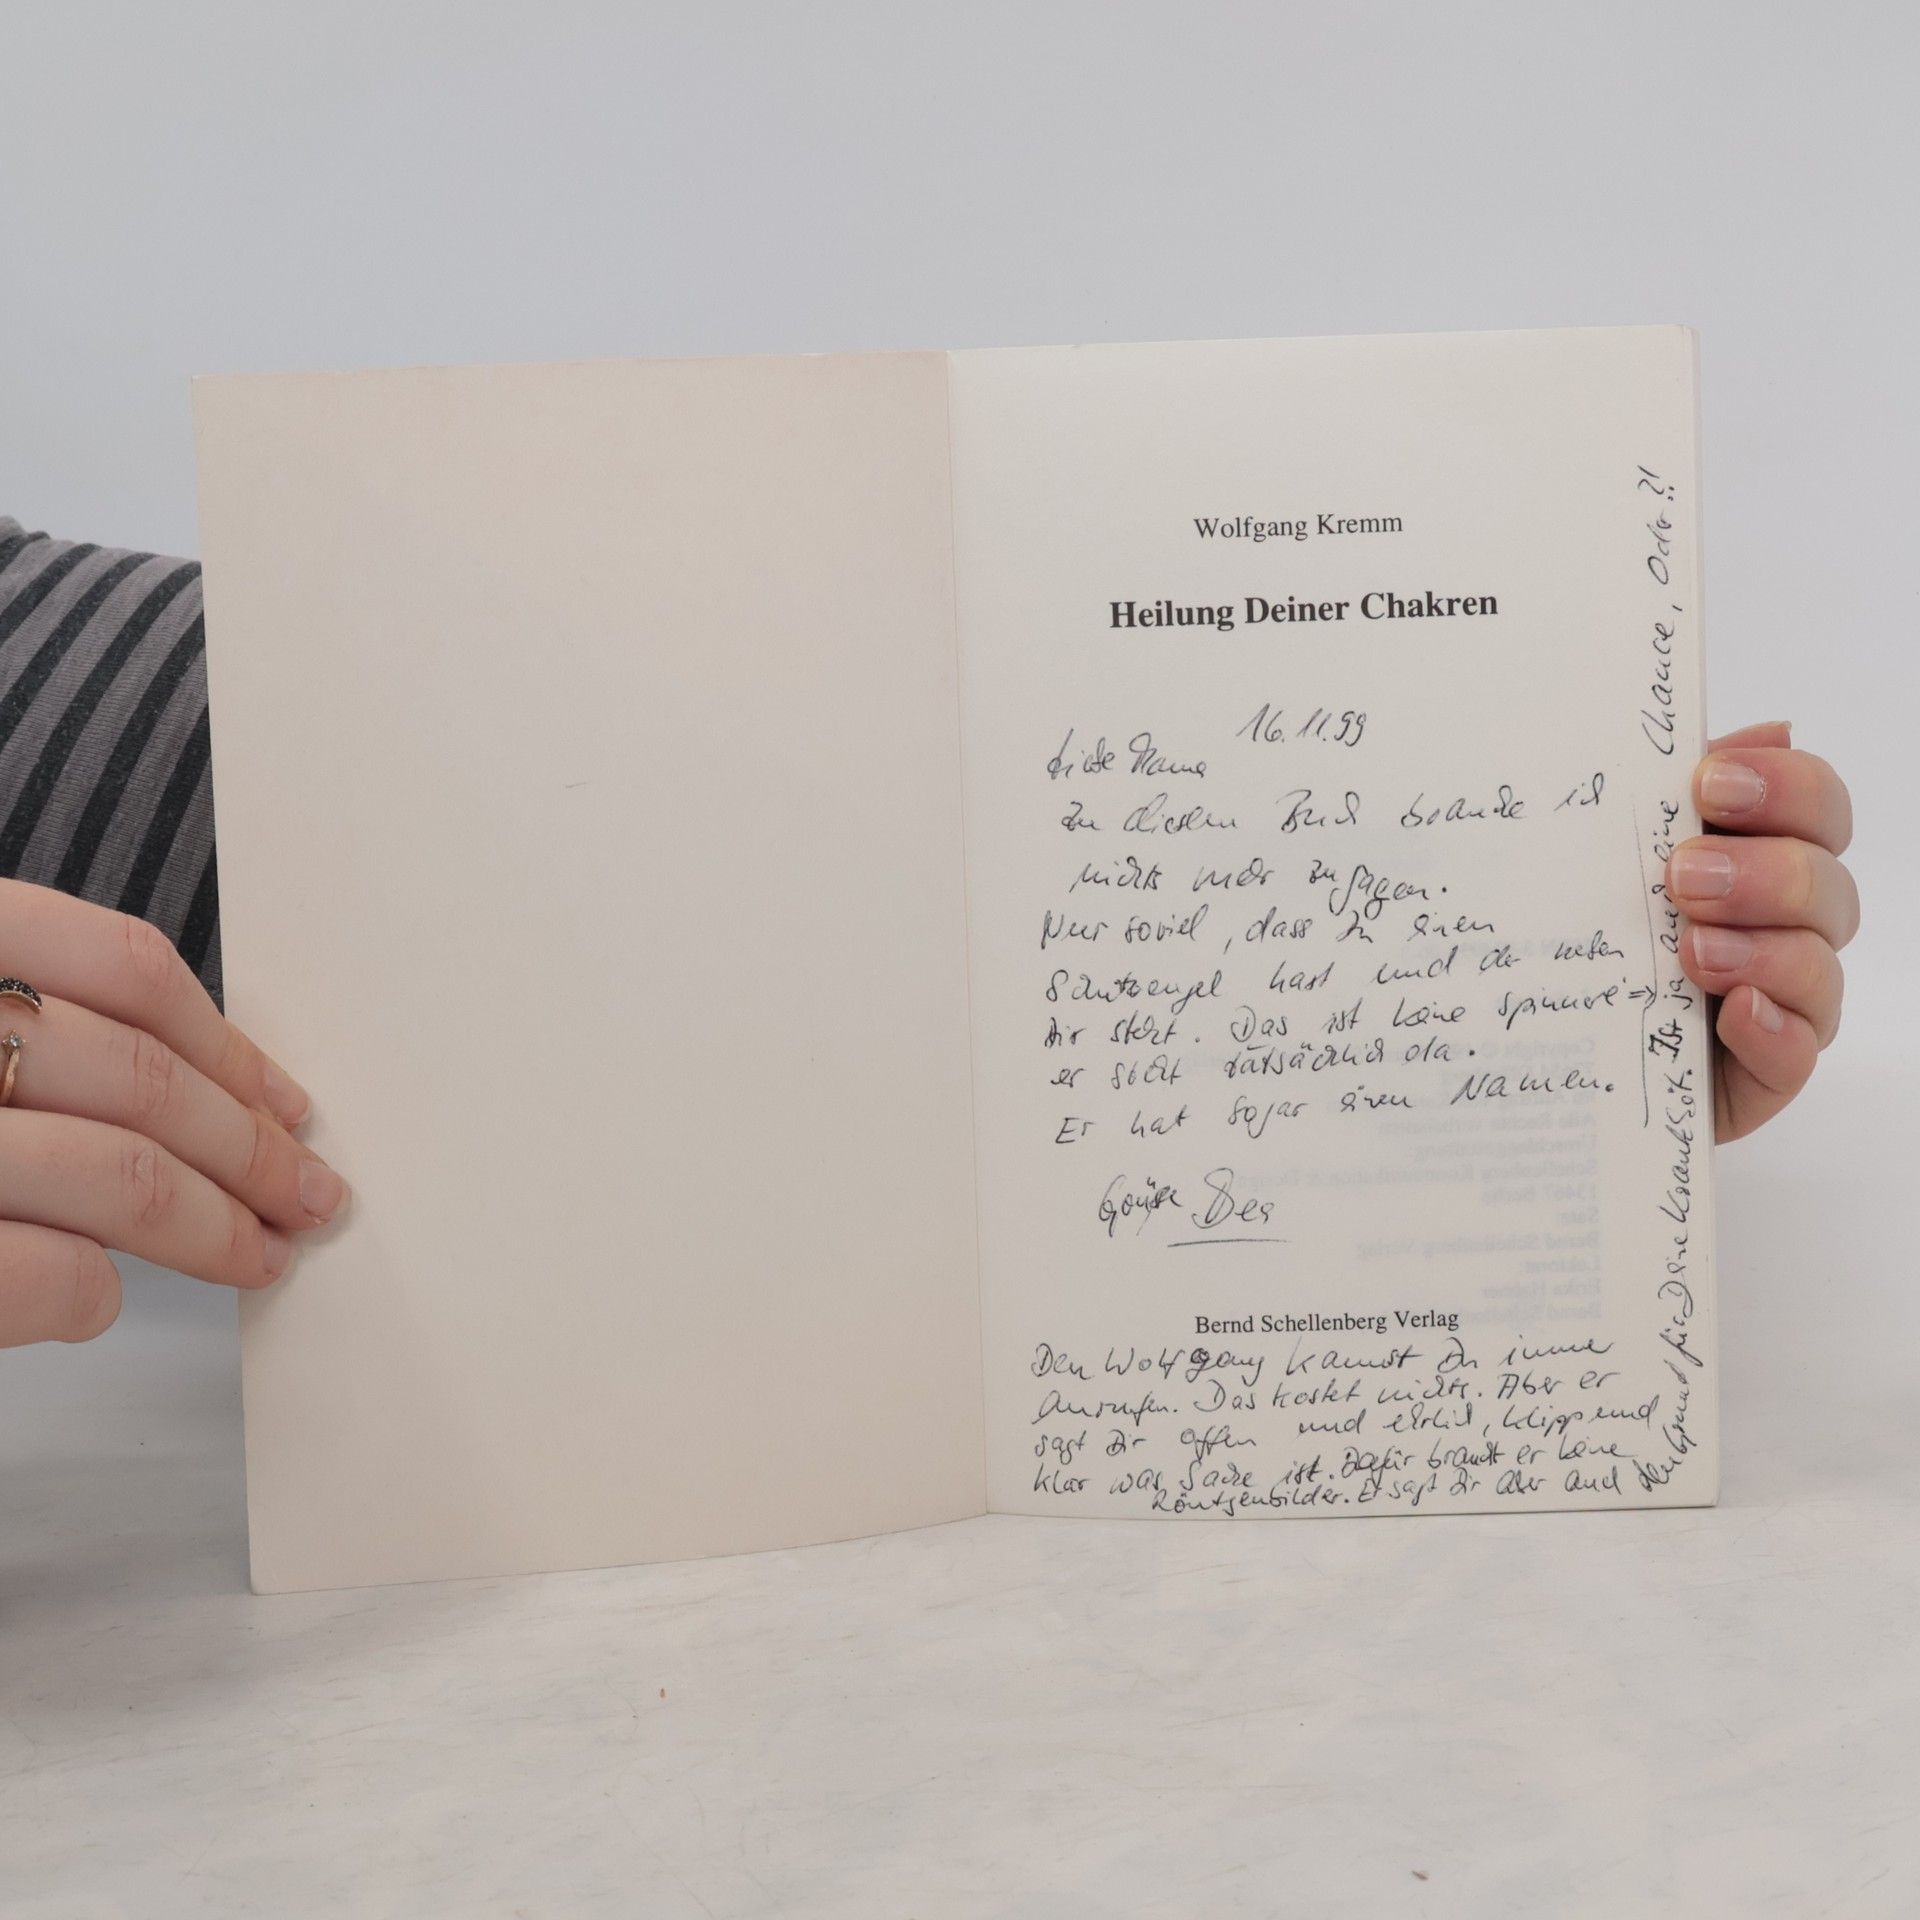 Wolfgang Kremm
Heilung Deiner Chakren
16.11.99
Liebe Mama
zu diesem Buch brauche ich
nichts mehr zu sagen.
Nur soviel, dass Du einen
Schutzengel hast und der neben
Dir steht. Das ist keine spinnerei ⇒
er steht tatsächlich da.
Er hat sogar einen Namen.
Grüße Bea
Bernd Schellenberg Verlag
Den Wolfgang kannst Du immer
Anrufen. Das kostet nichts. Aber er
sagt Dir offen und ehrlich, klipp und
klar was Sache ist. Dafür braucht er keine
Röntgenbilder. Er sagt Dir aber auch
den Grund für Deine Krankheit. Ist ja auch eine Chance, Oder?!